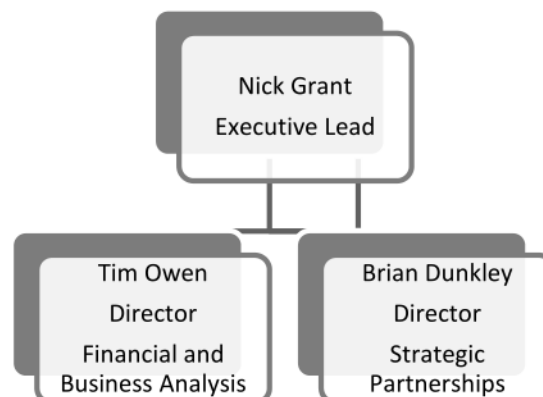 Nick Grant
Executive Lead
Tim Owen
Director
Financial and
Business Analysis
Brian Dunkley
Director
Strategic
Partnerships